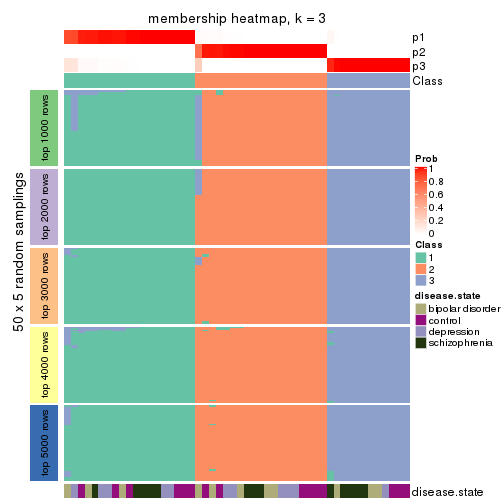 membership heatmap, k = 3
p1
p2
p3
Class
50 x 5 random samplings
top 1000 rows
top 2000 rows
top 3000 rows
top 4000 rows
top 5000 rows
Prob
1
0.8
0.6
0.4
0.2
0
Class
1
2
3
disease.state
bipolar disorder
control
depression
schizophrenia
disease.state